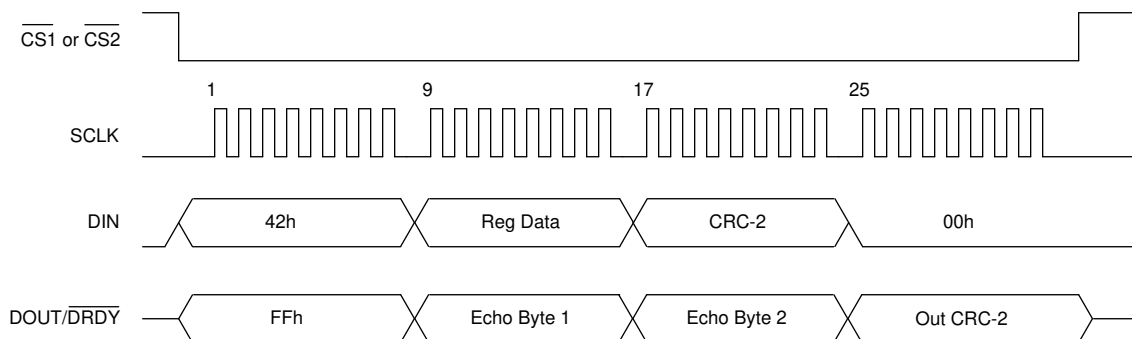 CS1 or CS2
1 9 17 25
SCLK
DIN 42h Reg Data CRC-2 00h
DOUT/DRDY FFh Echo Byte 1 Echo Byte 2 Out CRC-2